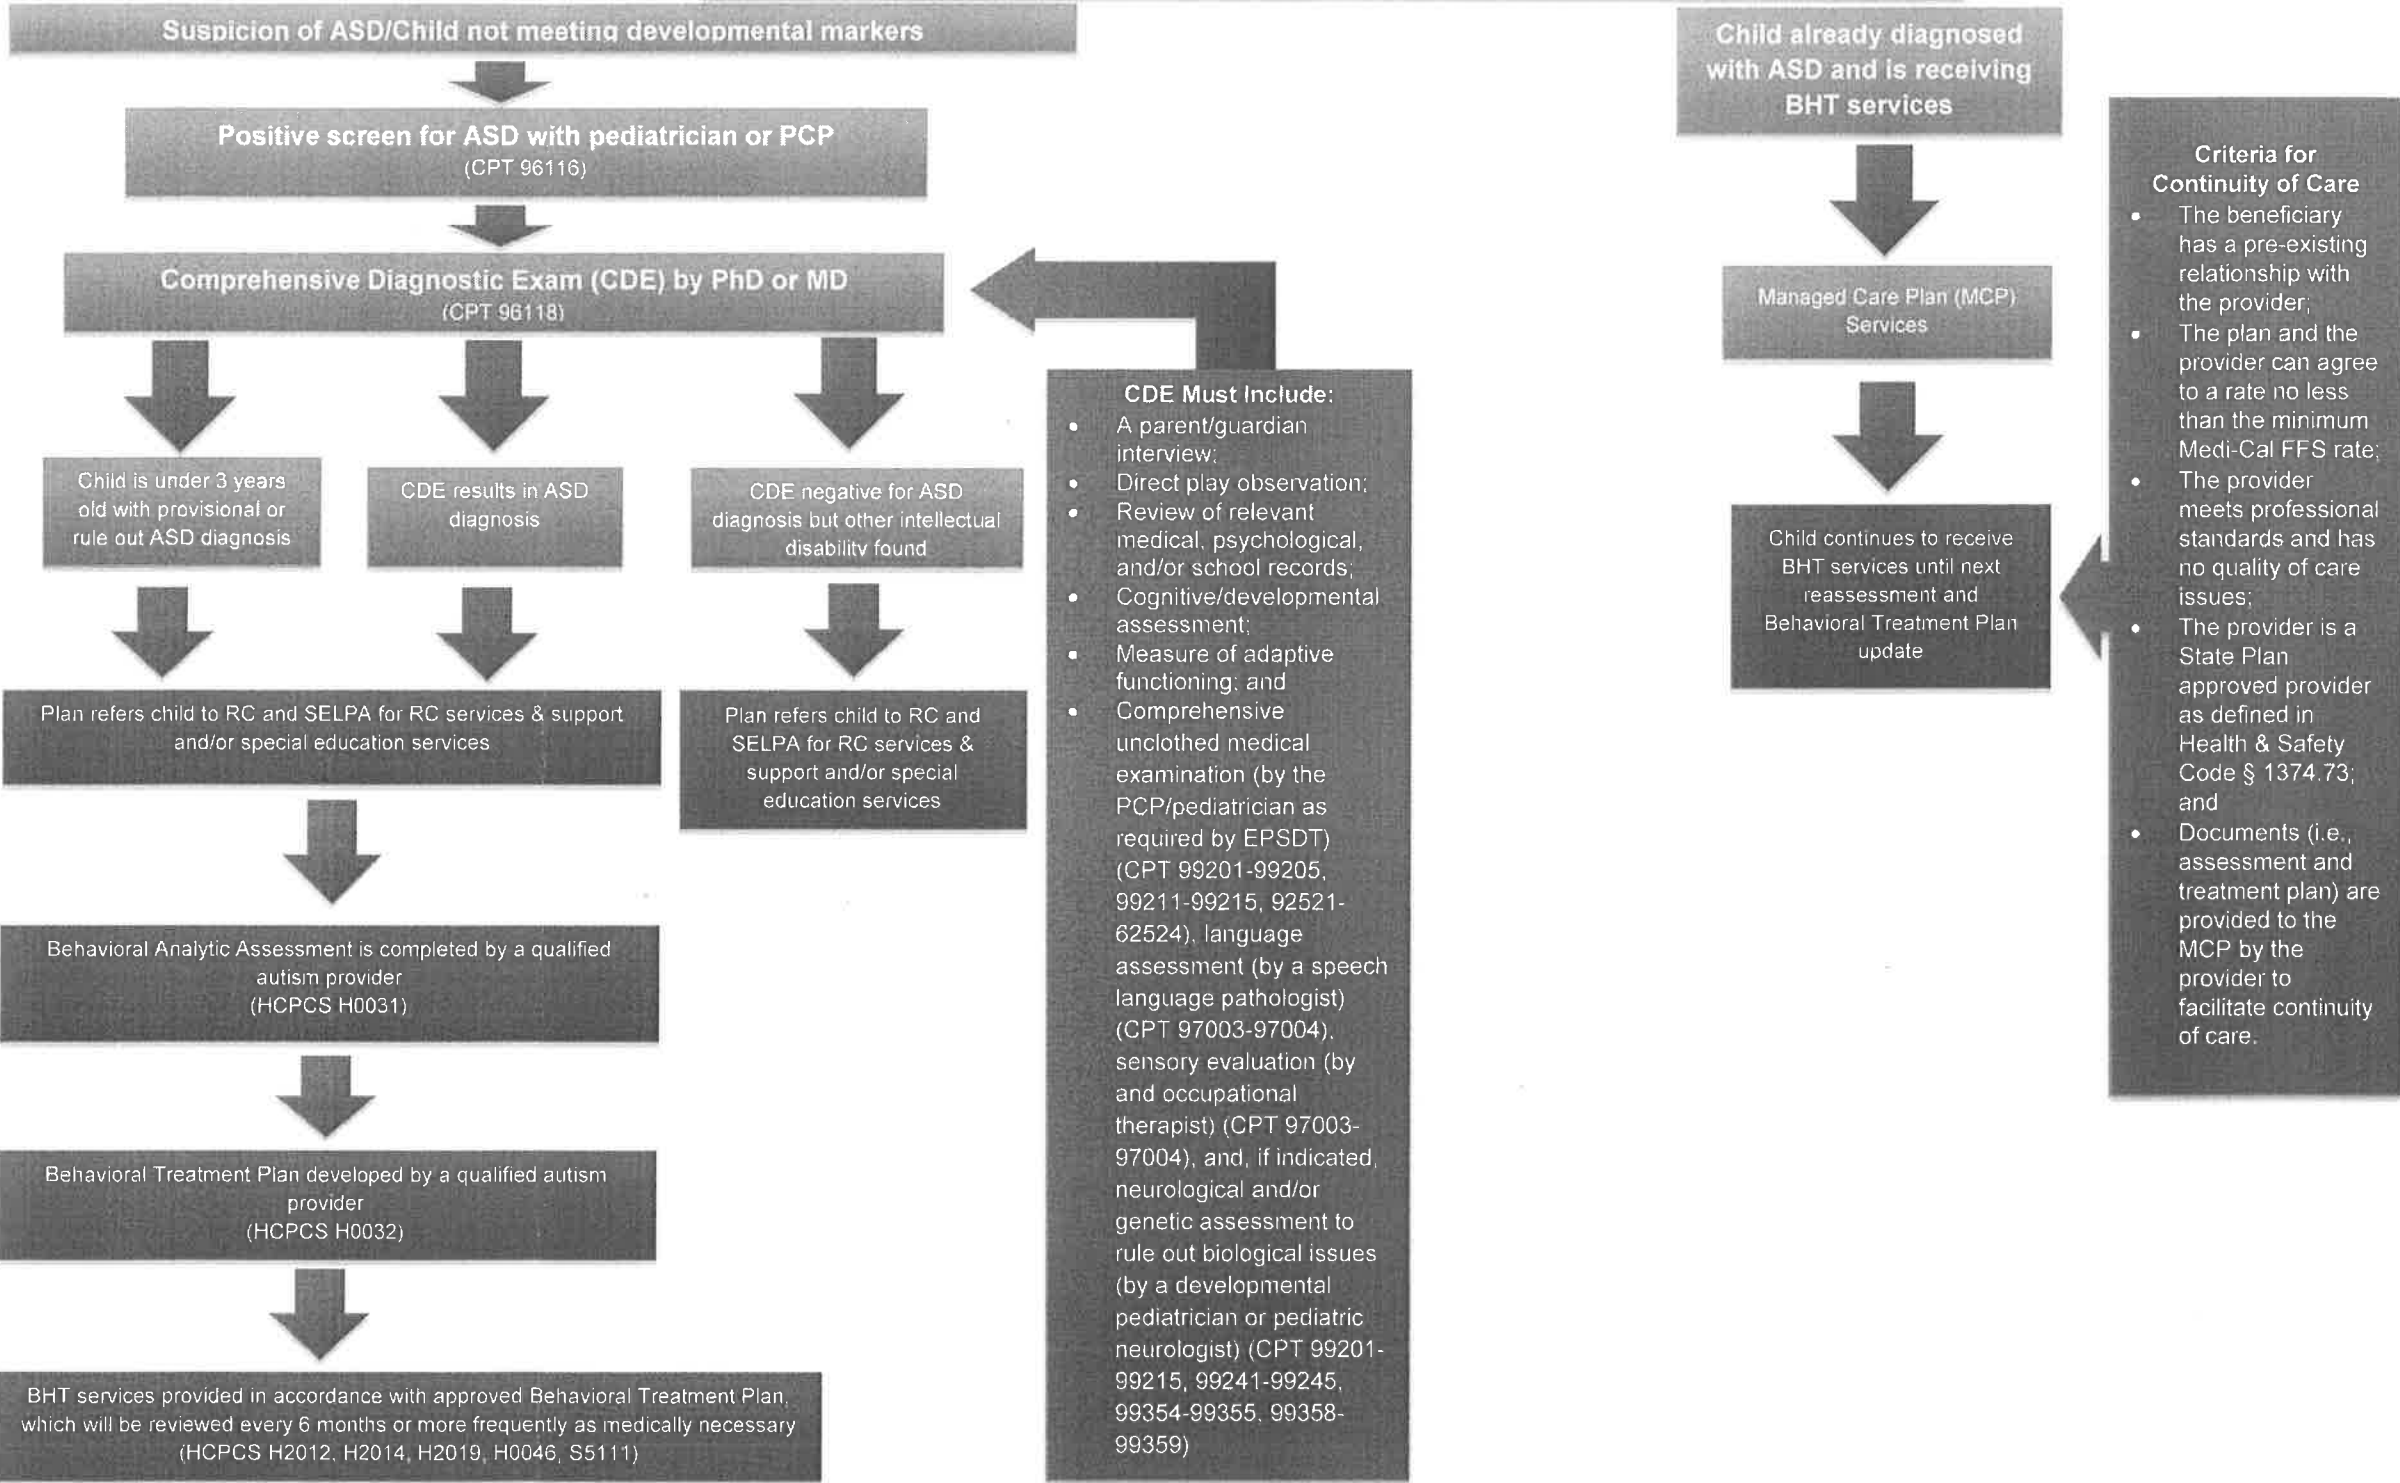 Suspicion of ASD/Child not meeting developmental markers
Positive screen for ASD with pediatrician or PCP
(CPT 96116)
Comprehensive Diagnostic Exam (CDE) by PhD or MD
(CPT 96118)
Child is under 3 years
old with provisional or
rule out ASD diagnosis
CDE results in ASD
diagnosis
CDE negative for ASD
diagnosis but other intellectual
disability found
Plan refers child to RC and SELPA for RC services & support
and/or special education services
Plan refers child to RC and
SELPA for RC services &
support and/or special
education services
Behavioral Analytic Assessment is completed by a qualified
autism provider
(HCPCS H0031)
Behavioral Treatment Plan developed by a qualified autism
provider
(HCPCS H0032)
BHT services provided in accordance with approved Behavioral Treatment Plan,
which will be reviewed every 6 months or more frequently as medically necessary
(HCPCS H2012, H2014, H2019, H0046, S5111)
CDE Must Include:
• A parent/guardian
interview;
• Direct play observation;
• Review of relevant
medical, psychological,
and/or school records;
• Cognitive/developmental
assessment;
• Measure of adaptive
functioning; and
• Comprehensive
unclothed medical
examination (by the
PCP/pediatrician as
required by EPSDT)
(CPT 99201-99205,
99211-99215, 92521-
62524), language
assessment (by a speech
language pathologist)
(CPT 97003-97004),
sensory evaluation (by
and occupational
therapist) (CPT 97003-
97004), and, if indicated,
neurological and/or
genetic assessment to
rule out biological issues
(by a developmental
pediatrician or pediatric
neurologist) (CPT 99201-
99215, 99241-99245,
99354-99355, 99358-
99359)
Child already diagnosed
with ASD and is receiving
BHT services
Managed Care Plan (MCP)
Services
Child continues to receive
BHT services until next
reassessment and
Behavioral Treatment Plan
update
Criteria for
Continuity of Care
• The beneficiary
has a pre-existing
relationship with
the provider;
• The plan and the
provider can agree
to a rate no less
than the minimum
Medi-Cal FFS rate;
• The provider
meets professional
standards and has
no quality of care
issues;
• The provider is a
State Plan
approved provider
as defined in
Health & Safety
Code § 1374.73;
and
• Documents (i.e.,
assessment and
treatment plan) are
provided to the
MCP by the
provider to
facilitate continuity
of care.